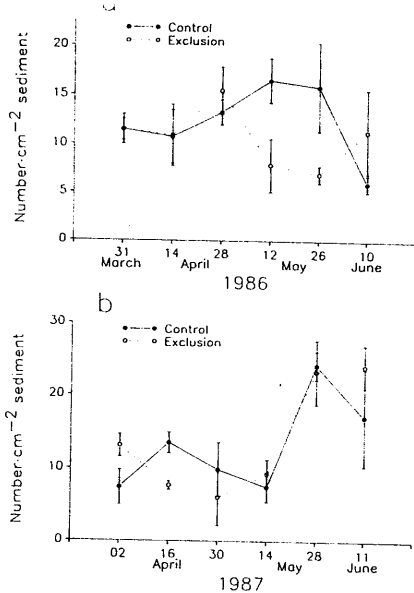 a
20
15
10
5
0
Number·cm⁻² sediment
Control
Exclusion
31 14 28 12 26 10
March April May June
1986
b
30
20
10
0
Number·cm⁻² sediment
Control
Exclusion
02 16 30 14 28 11
April May June
1987